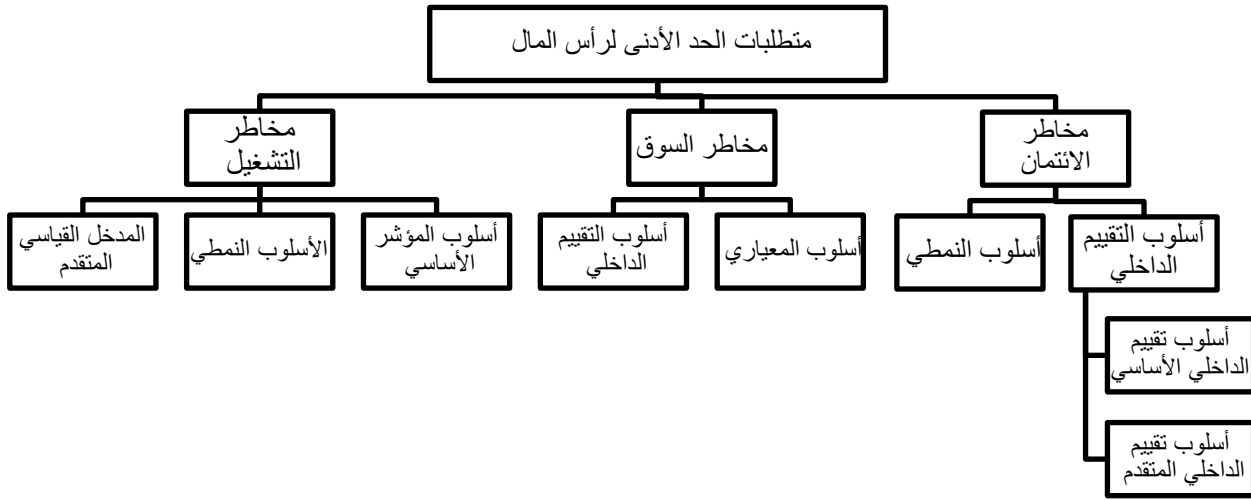 متطلبات الحد الأدنى لرأس المال
مخاطر
الائتمان
مخاطر السوق
مخاطر
التشغيل
أسلوب التقييم
الداخلي
أسلوب النمطي
أسلوب المعياري
أسلوب التقييم
الداخلي
أسلوب المؤشر
الأساسي
الأسلوب النمطي
المدخل القياسي
المتقدم
أسلوب تقييم
الداخلي الأساسي
أسلوب تقييم
الداخلي المتقدم